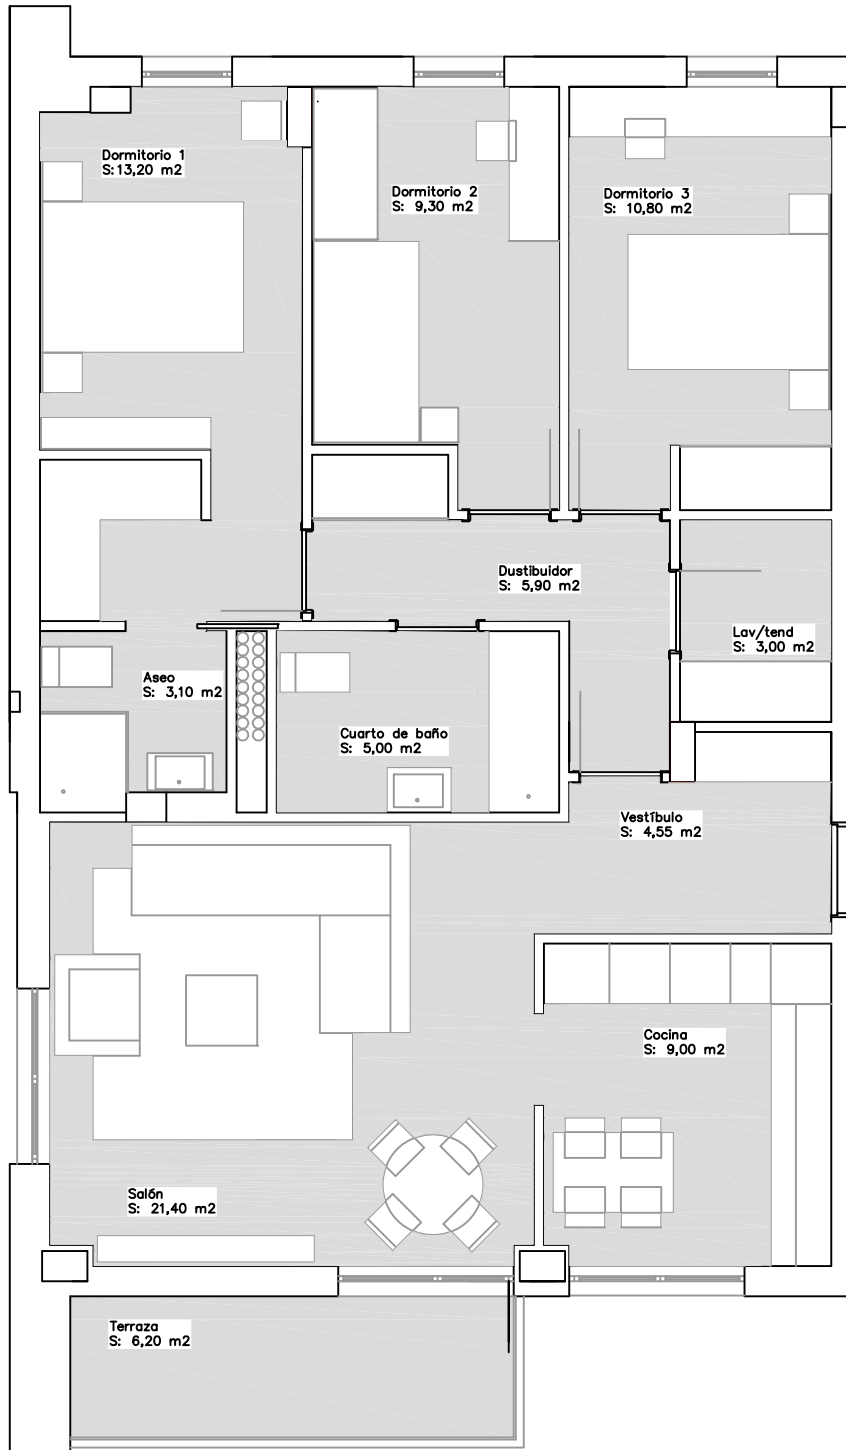 Dormitorio 1
S:13,20 m2
Dormitorio 2
S: 9,30 m2
Dormitorio 3
S: 10,80 m2
Dustibuidor
S: 5,90 m2
Lav/tend
S: 3,00 m2
Aseo
S: 3,10 m2
Cuarto de baño
S: 5,00 m2
Vestíbulo
S: 4,55 m2
Cocina
S: 9,00 m2
Salón
S: 21,40 m2
Terraza
S: 6,20 m2